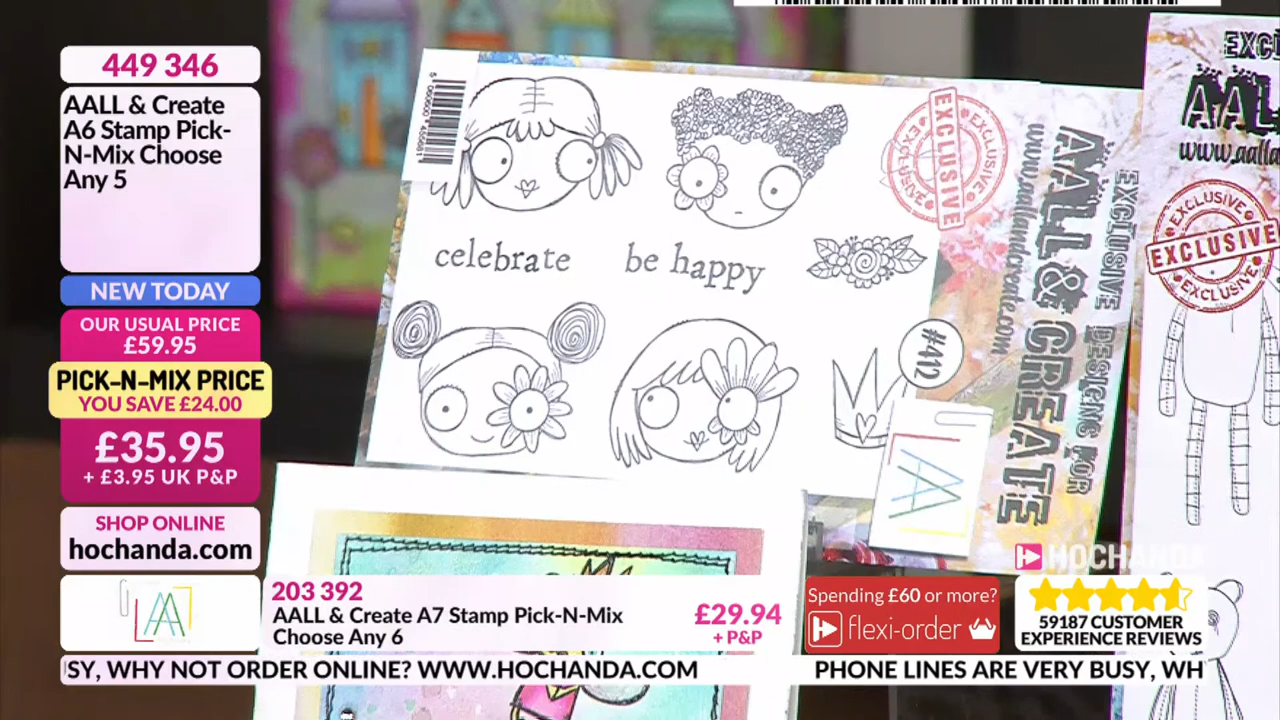 449 346
AALL & Create
A6 Stamp Pick-
N-Mix Choose
Any 5
NEW TODAY
OUR USUAL PRICE
£59.95
PICK-N-MIX PRICE
YOU SAVE £24.00
£35.95
+ £3.95 UK P&P
SHOP ONLINE
hochanda.com
celebrate
be happy
EXCLUSIVE
EXCLUSIVE
EXCLUSIVE
#412
EXCLUSIVE DESIGNS FOR
AALL & CREATE
www.aallandcreate.com
EXCLUSIVE
EXCLUSIVE
EXCLUSIVE
HOCHANDA
203 392
AALL & Create A7 Stamp Pick-N-Mix
Choose Any 6
£29.94
+ P&P
Spending £60 or more?
flexi-order
59187 CUSTOMER
EXPERIENCE REVIEWS
SY, WHY NOT ORDER ONLINE? WWW.HOCHANDA.COM
PHONE LINES ARE VERY BUSY, WH